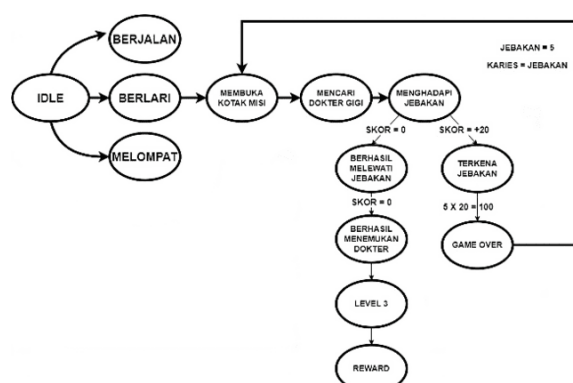 BERJALAN
IDLE
BERLARI
MELOMPAT
MEMBUKA
KOTAK MISI
MENCARI
DOKTER GIGI
MENGHADAPI
JEBAKAN
JEBAKAN = 5
KARIES = JEBAKAN
SKOR = 0
SKOR = +20
BERHASIL
MELEWATI
JEBAKAN
TERKENA
JEBAKAN
SKOR = 0
5 X 20 = 100
BERHASIL
MENEMUKAN
DOKTER
GAME OVER
LEVEL 3
REWARD